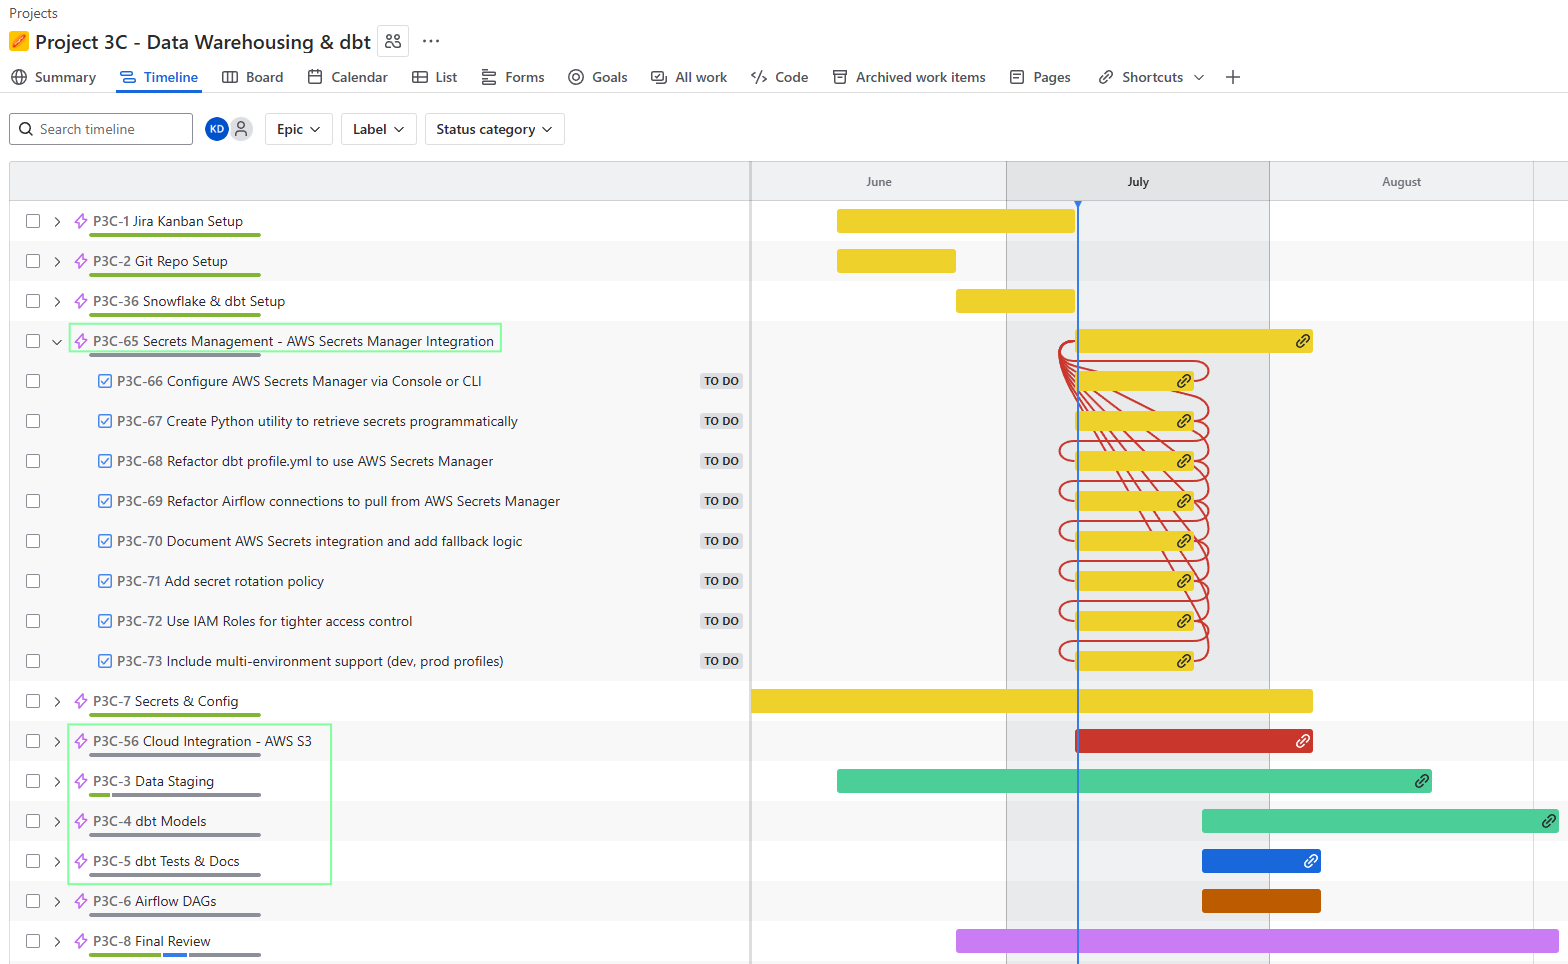 Projects
Project 3C - Data Warehousing & dbt
Summary Timeline Board Calendar List Forms Goals All work Code Archived work items Pages Shortcuts
Search timeline KD Epic Label Status category
June July August
P3C-1 Jira Kanban Setup
P3C-2 Git Repo Setup
P3C-36 Snowflake & dbt Setup
P3C-65 Secrets Management - AWS Secrets Manager Integration
P3C-66 Configure AWS Secrets Manager via Console or CLI TO DO
P3C-67 Create Python utility to retrieve secrets programmatically TO DO
P3C-68 Refactor dbt profile.yml to use AWS Secrets Manager TO DO
P3C-69 Refactor Airflow connections to pull from AWS Secrets Manager TO DO
P3C-70 Document AWS Secrets integration and add fallback logic TO DO
P3C-71 Add secret rotation policy TO DO
P3C-72 Use IAM Roles for tighter access control TO DO
P3C-73 Include multi-environment support (dev, prod profiles) TO DO
P3C-7 Secrets & Config
P3C-56 Cloud Integration - AWS S3
P3C-3 Data Staging
P3C-4 dbt Models
P3C-5 dbt Tests & Docs
P3C-6 Airflow DAGs
P3C-8 Final Review